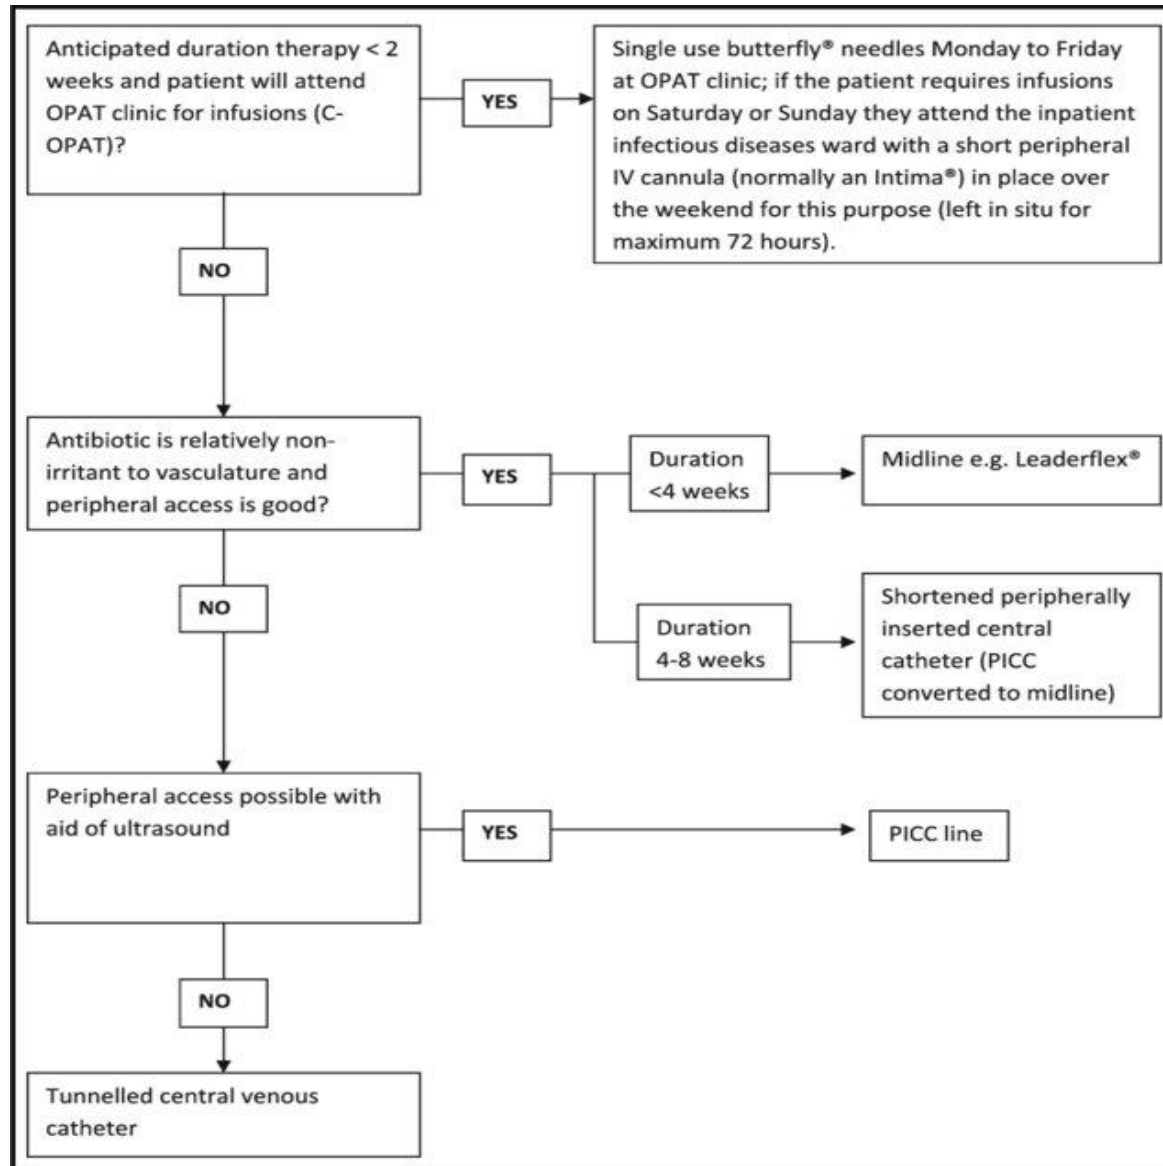 Anticipated duration therapy < 2
weeks and patient will attend
OPAT clinic for infusions (C-
OPAT)?
YES
Single use butterfly® needles Monday to Friday
at OPAT clinic; if the patient requires infusions
on Saturday or Sunday they attend the inpatient
infectious diseases ward with a short peripheral
IV cannula (normally an Intima®) in place over
the weekend for this purpose (left in situ for
maximum 72 hours).
NO
Antibiotic is relatively non-
irritant to vasculature and
peripheral access is good?
YES
Duration
<4 weeks
Midline e.g. Leaderflex®
NO
Duration
4-8 weeks
Shortened peripherally
inserted central
catheter (PICC
converted to midline)
Peripheral access possible with
aid of ultrasound
YES
PICC line
NO
Tunnelled central venous
catheter